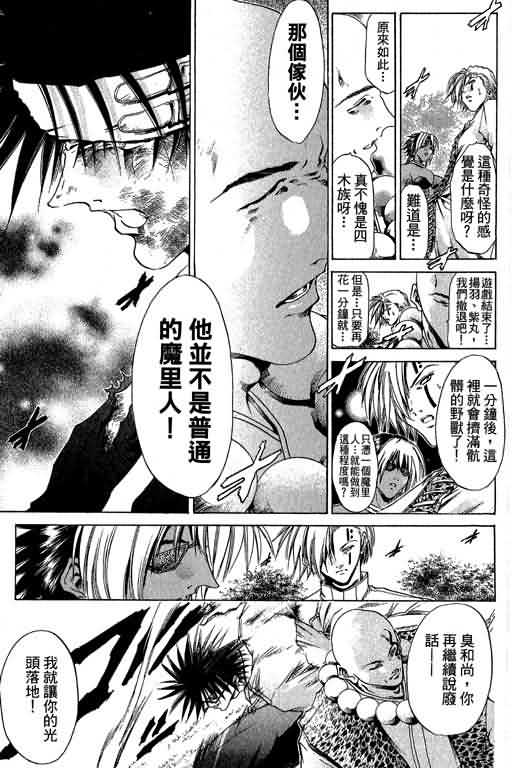 這種奇怪的感
覺是什麼呀?
難道是…
原來如此…
真不愧是四
木族呀…
遊戲結束了…
揚羽、紫丸,
我們撤退吧!
但是…只要再
花一分鐘就…
一分鐘後,這
裡就會擠滿骯
髒的野獸了!
只憑一個魔里
人…就能做到
這種程度嗎?
那個傢伙…
他並不是普通
的魔里人!
臭和尚,你
再繼續說廢
話——
我就讓你的光
頭落地!